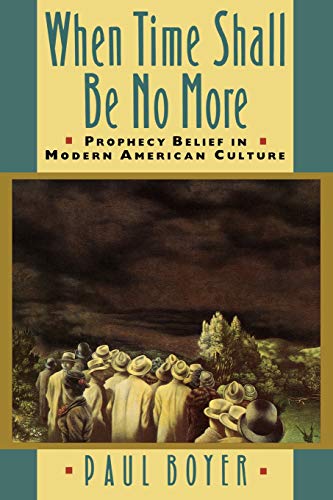 When Time Shall
Be No More
▪ PROPHECY BELIEF IN ▪
MODERN AMERICAN CULTURE
▪ PAUL BOYER ▪